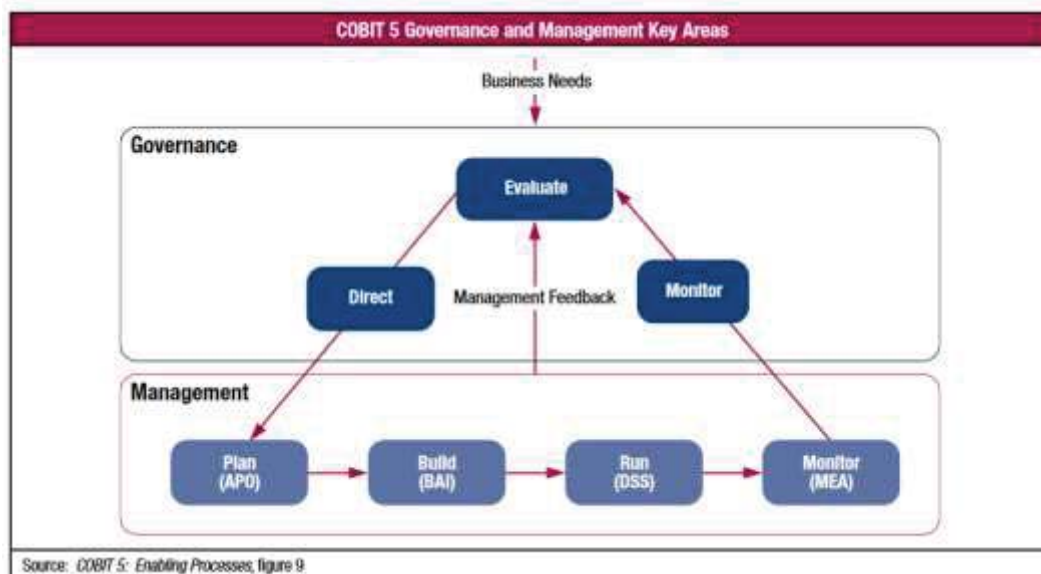 COBIT 5 Governance and Management Key Areas
Business Needs
Governance
Evaluate
Direct
Management Feedback
Monitor
Management
Plan
(APO)
Build
(BAI)
Run
(DSS)
Monitor
(MEA)
Source: COBIT 5: Enabling Processes, figure 9